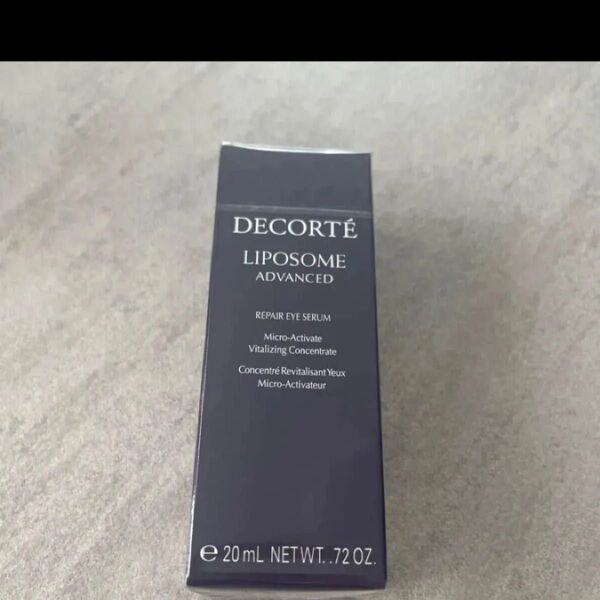 DECORTÉ
LIPOSOME
ADVANCED
REPAIR EYE SERUM
Micro-Activate
Vitalizing Concentrate
Concentré Revitalisant Yeux
Micro-Activateur
℮ 20 mL NET WT. .72 OZ.